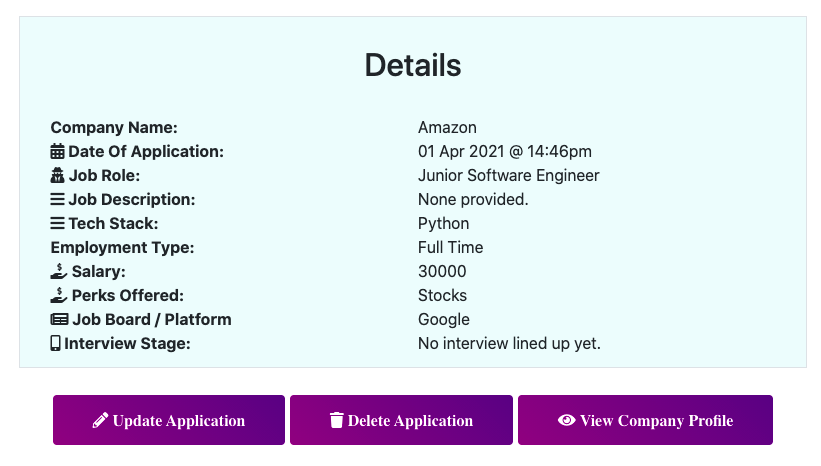 Details
Company Name: Amazon
Date Of Application: 01 Apr 2021 @ 14:46pm
Job Role: Junior Software Engineer
Job Description: None provided.
Tech Stack: Python
Employment Type: Full Time
Salary: 30000
Perks Offered: Stocks
Job Board / Platform Google
Interview Stage: No interview lined up yet.
Update Application Delete Application View Company Profile